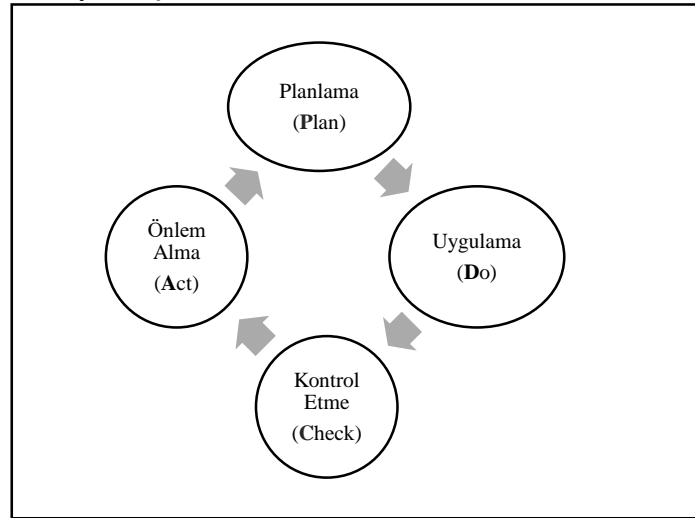 Planlama
(Plan)
Uygulama
(Do)
Kontrol
Etme
(Check)
Önlem
Alma
(Act)